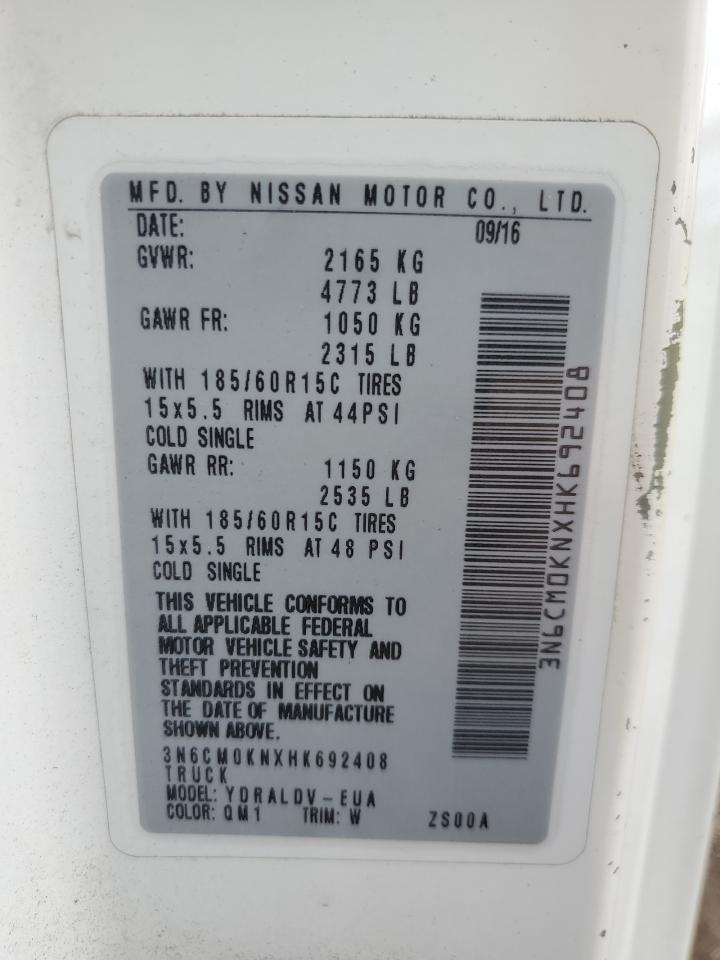 MFD. BY NISSAN MOTOR CO., LTD.
DATE: 09/16
GVWR: 2165 KG
4773 LB
GAWR FR: 1050 KG
2315 LB
WITH 185/60R15C TIRES
15x5.5 RIMS AT 44PSI
COLD SINGLE
GAWR RR: 1150 KG
2535 LB
WITH 185/60R15C TIRES
15x5.5 RIMS AT 48 PSI
COLD SINGLE
THIS VEHICLE CONFORMS TO
ALL APPLICABLE FEDERAL
MOTOR VEHICLE SAFETY AND
THEFT PREVENTION
STANDARDS IN EFFECT ON
THE DATE OF MANUFACTURE
SHOWN ABOVE.
3N6CM0KNXHK692408
TRUCK
MODEL: YDRALDV-EUA
COLOR: QM1 TRIM: W ZS00A
3N6CM0KNXHK692408